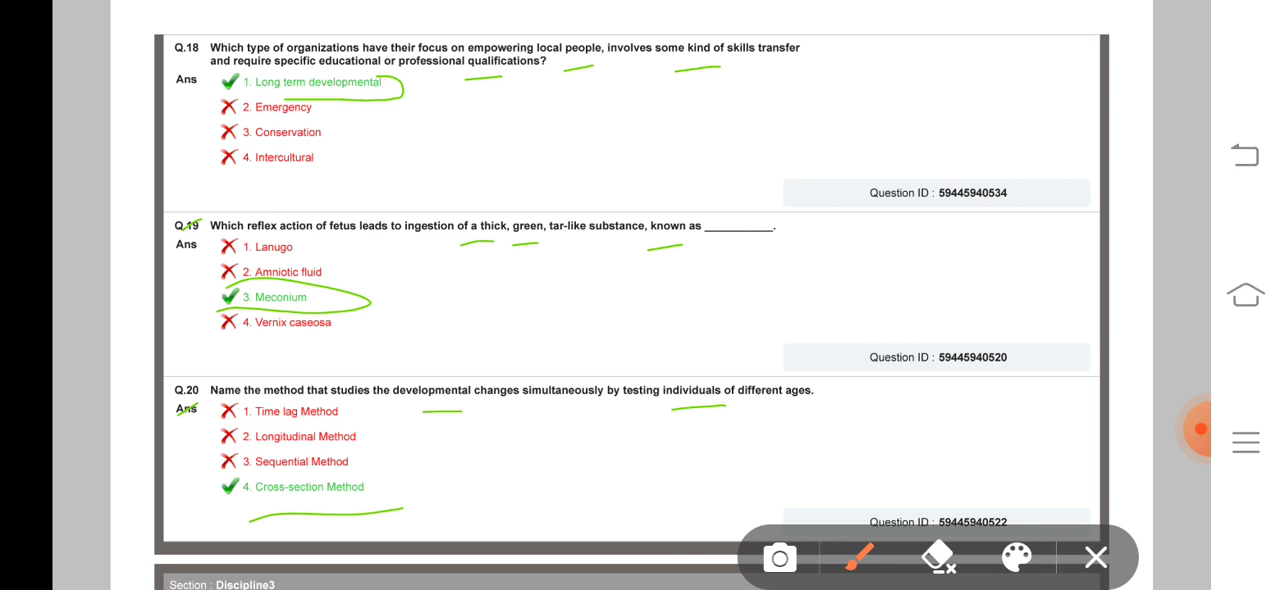 Q.18 Which type of organizations have their focus on empowering local people, involves some kind of skills transfer
and require specific educational or professional qualifications?
Ans 1. Long term developmental
2. Emergency
3. Conservation
4. Intercultural
Question ID : 59445940534
Q.19 Which reflex action of fetus leads to ingestion of a thick, green, tar-like substance, known as ___________.
Ans 1. Lanugo
2. Amniotic fluid
3. Meconium
4. Vernix caseosa
Question ID : 59445940520
Q.20 Name the method that studies the developmental changes simultaneously by testing individuals of different ages.
Ans 1. Time lag Method
2. Longitudinal Method
3. Sequential Method
4. Cross-section Method
Question ID : 59445940522
Section : Discipline3